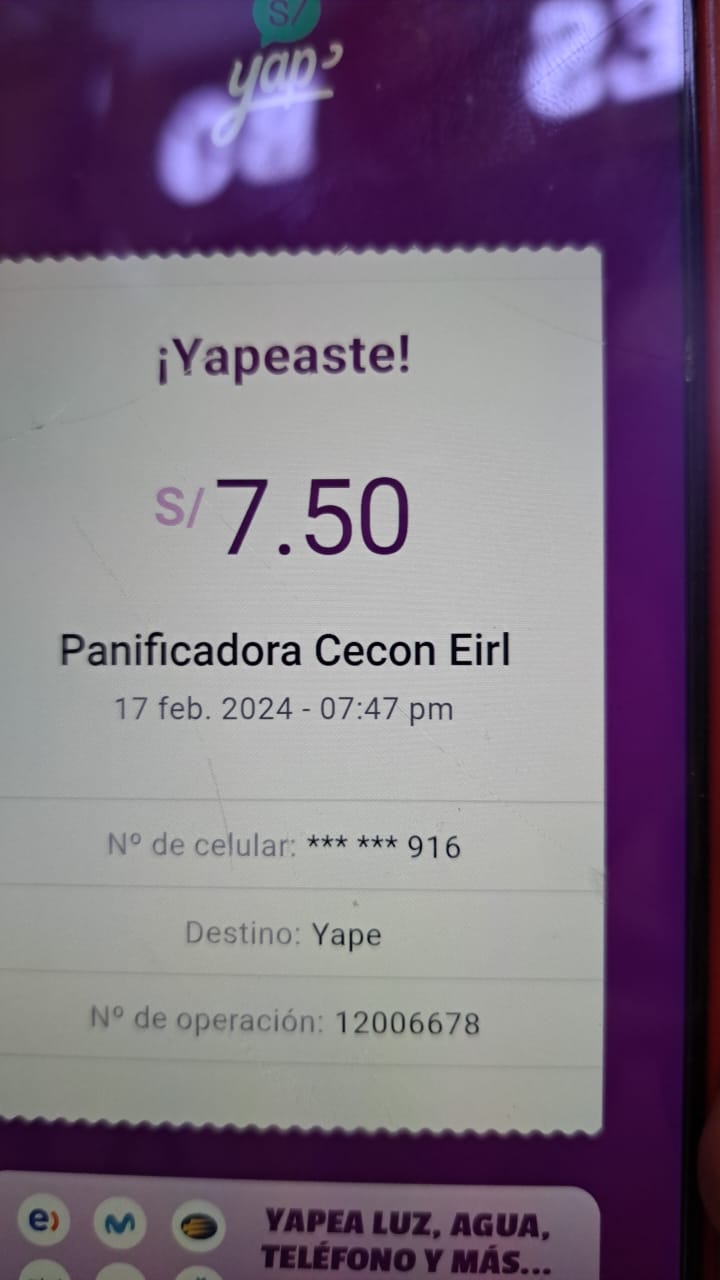 S/
yape
¡Yapeaste!
S/ 7.50
Panificadora Cecon Eirl
17 feb. 2024 - 07:47 pm
Nº de celular: *** *** 916
Destino: Yape
Nº de operación: 12006678
e)
YAPEA LUZ, AGUA,
TELÉFONO Y MÁS...